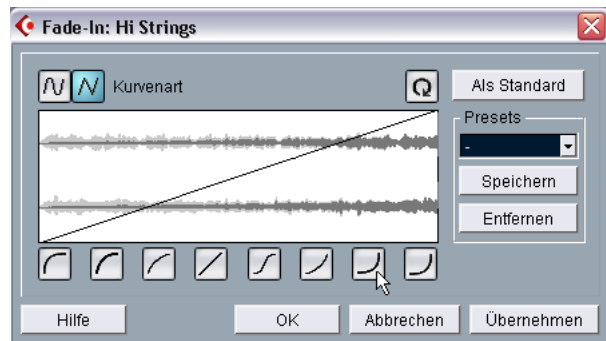 Fade-In: Hi Strings
Kurvenart
Als Standard
Presets
-
Speichern
Entfernen
Hilfe
OK
Abbrechen
Übernehmen